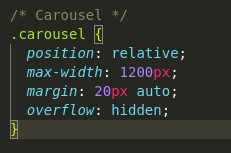 /* Carousel */
.carousel {
  position: relative;
  max-width: 1200px;
  margin: 20px auto;
  overflow: hidden;
}